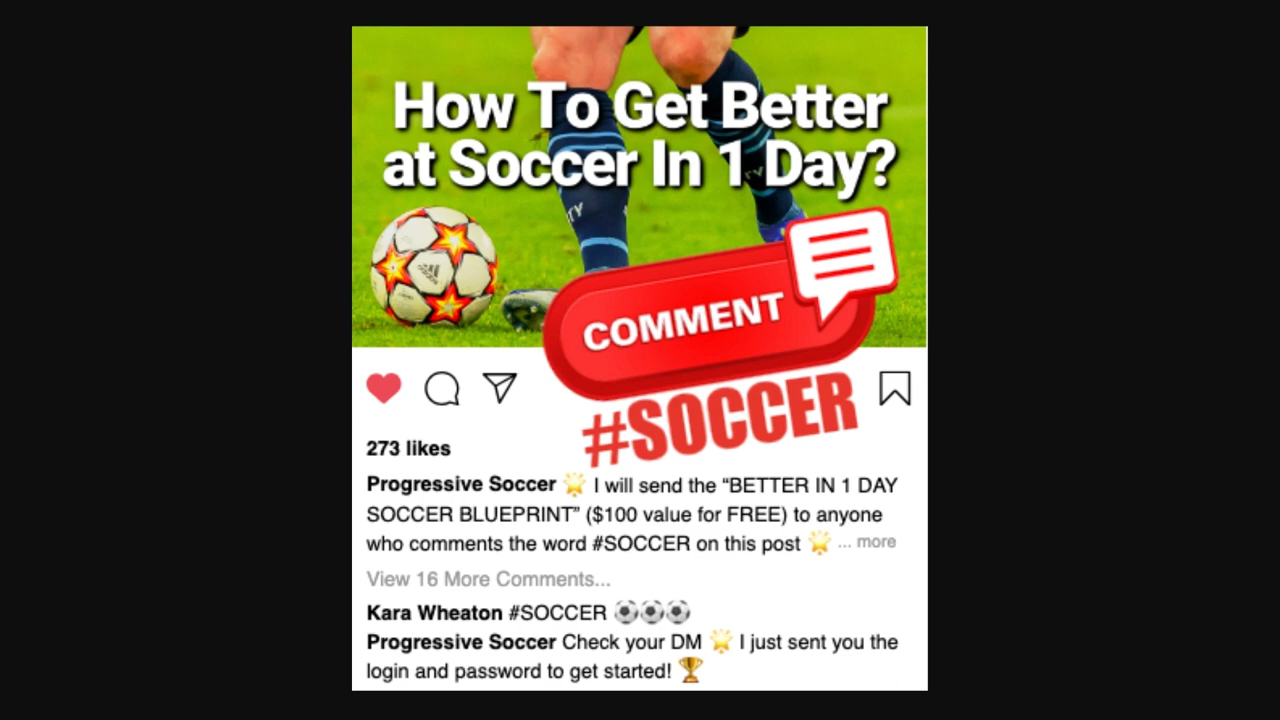 How To Get Better
at Soccer In 1 Day?
COMMENT
#SOCCER
273 likes
Progressive Soccer 🌟 I will send the “BETTER IN 1 DAY
SOCCER BLUEPRINT” ($100 value for FREE) to anyone
who comments the word #SOCCER on this post 🌟 ... more
View 16 More Comments...
Kara Wheaton #SOCCER ⚽⚽⚽
Progressive Soccer Check your DM 🌟 I just sent you the
login and password to get started! 🏆